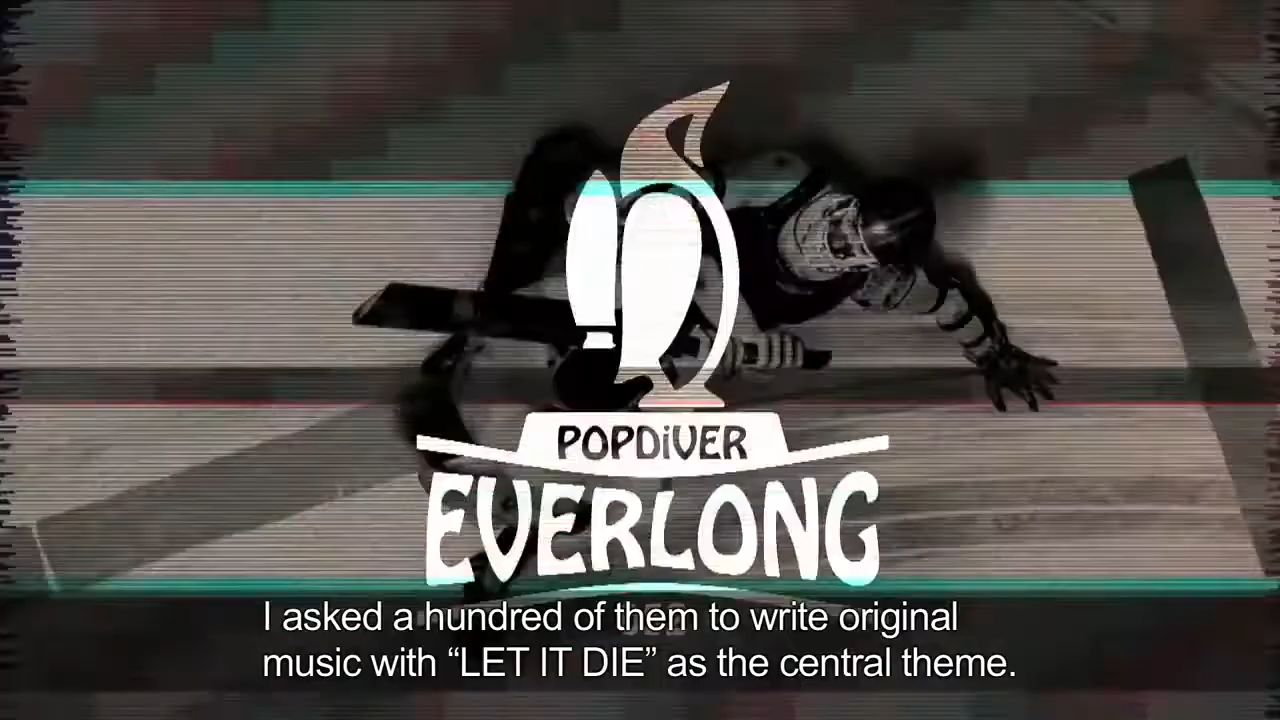 POPDiVER
EVERLONG
I asked a hundred of them to write original
music with “LET IT DIE” as the central theme.